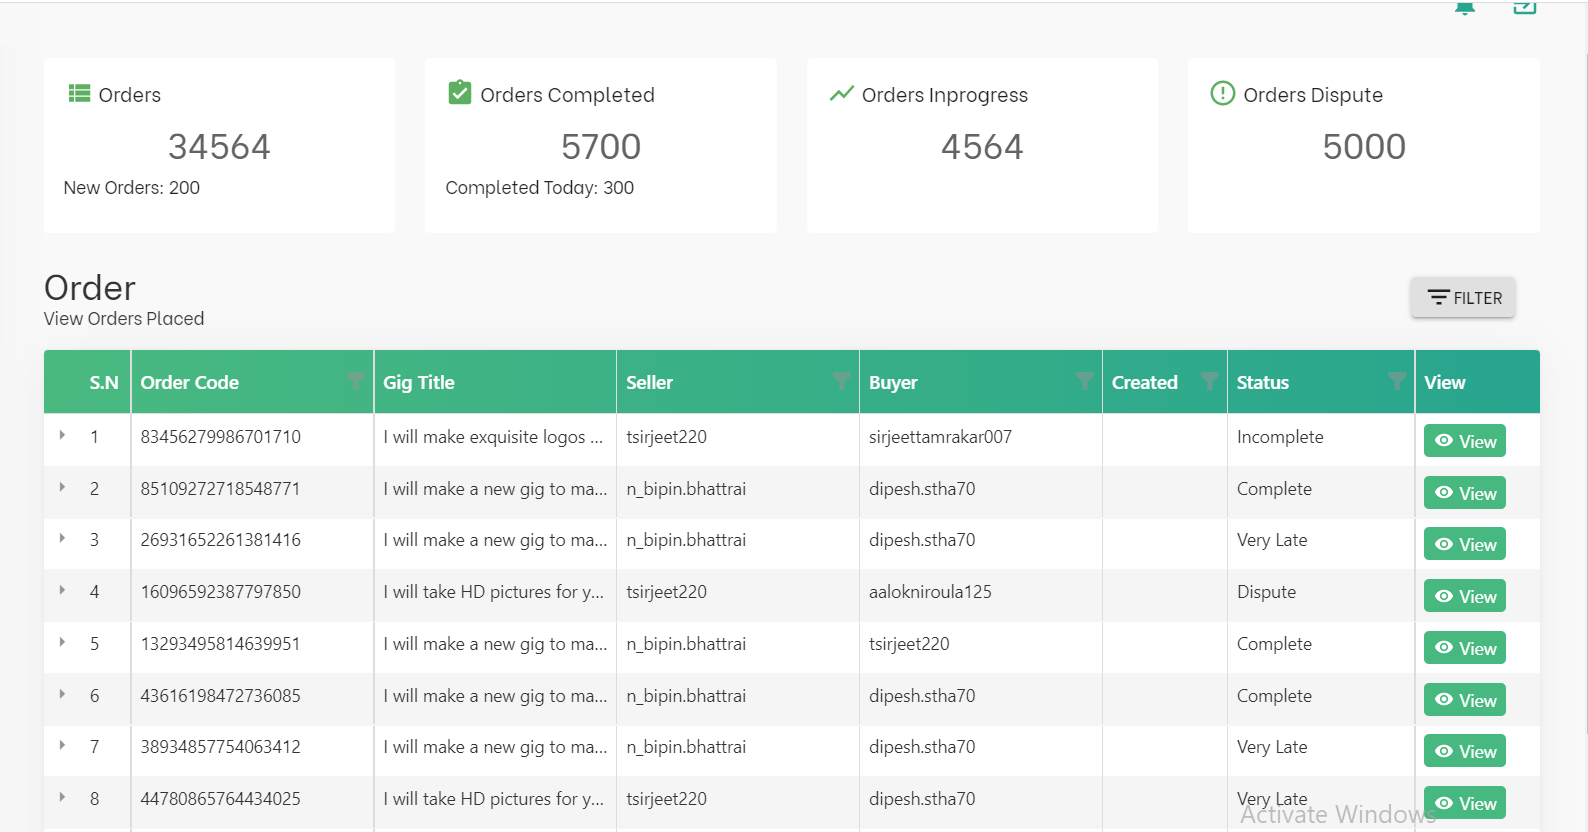 Orders
34564
New Orders: 200
Orders Completed
5700
Completed Today: 300
Orders Inprogress
4564
Orders Dispute
5000
Order
View Orders Placed
FILTER
S.N Order Code Gig Title Seller Buyer Created Status View
1 83456279986701710 I will make exquisite logos ... tsirjeet220 sirjeettamrakar007 Incomplete View
2 85109272718548771 I will make a new gig to ma... n_bipin.bhattrai dipesh.stha70 Complete View
3 26931652261381416 I will make a new gig to ma... n_bipin.bhattrai dipesh.stha70 Very Late View
4 16096592387797850 I will take HD pictures for y... tsirjeet220 aalokniroula125 Dispute View
5 13293495814639951 I will make a new gig to ma... n_bipin.bhattrai tsirjeet220 Complete View
6 43616198472736085 I will make a new gig to ma... n_bipin.bhattrai dipesh.stha70 Complete View
7 38934857754063412 I will make a new gig to ma... n_bipin.bhattrai dipesh.stha70 Very Late View
8 44780865764434025 I will take HD pictures for y... tsirjeet220 dipesh.stha70 Very Late View
Activate Windows